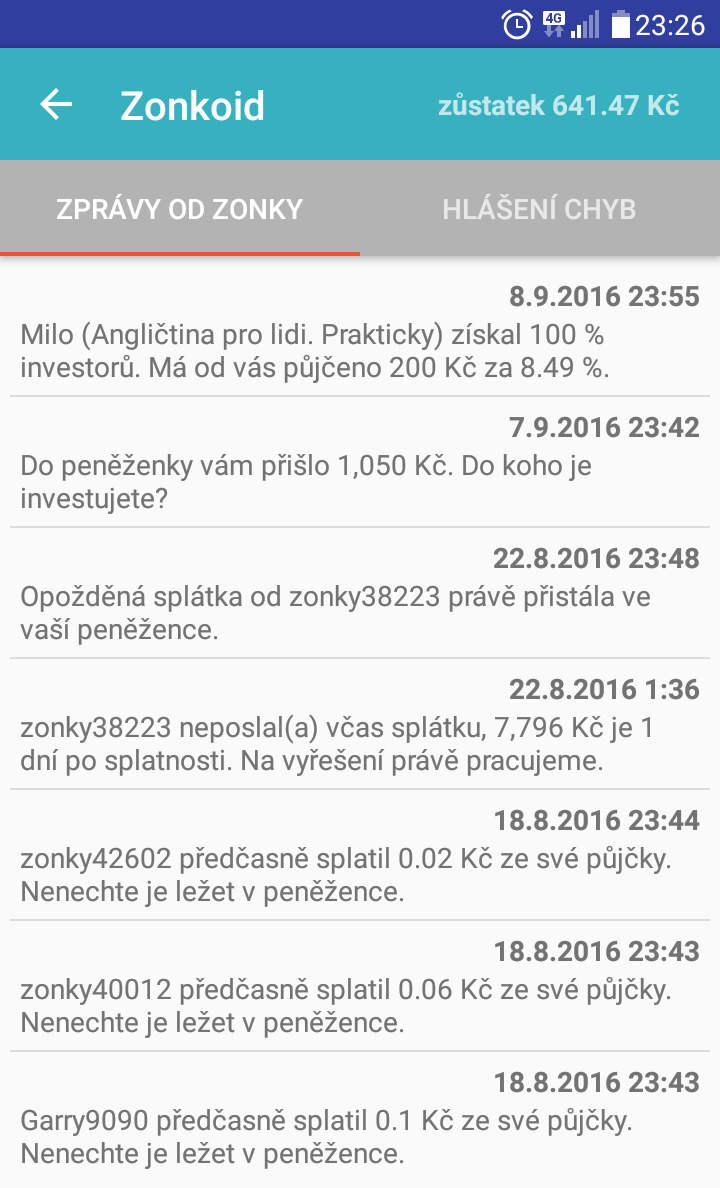 4G
23:26
Zonkoid
zůstatek 641.47 Kč
ZPRÁVY OD ZONKY
HLÁŠENÍ CHYB
8.9.2016 23:55
Milo (Angličtina pro lidi. Prakticky) získal 100 %
investorů. Má od vás půjčeno 200 Kč za 8.49 %.
7.9.2016 23:42
Do peněženky vám přišlo 1,050 Kč. Do koho je
investujete?
22.8.2016 23:48
Opožděná splátka od zonky38223 právě přistála ve
vaší peněžence.
22.8.2016 1:36
zonky38223 neposlal(a) včas splátku, 7,796 Kč je 1
dní po splatnosti. Na vyřešení právě pracujeme.
18.8.2016 23:44
zonky42602 předčasně splatil 0.02 Kč ze své půjčky.
Nenechte je ležet v peněžence.
18.8.2016 23:43
zonky40012 předčasně splatil 0.06 Kč ze své půjčky.
Nenechte je ležet v peněžence.
18.8.2016 23:43
Garry9090 předčasně splatil 0.1 Kč ze své půjčky.
Nenechte je ležet v peněžence.